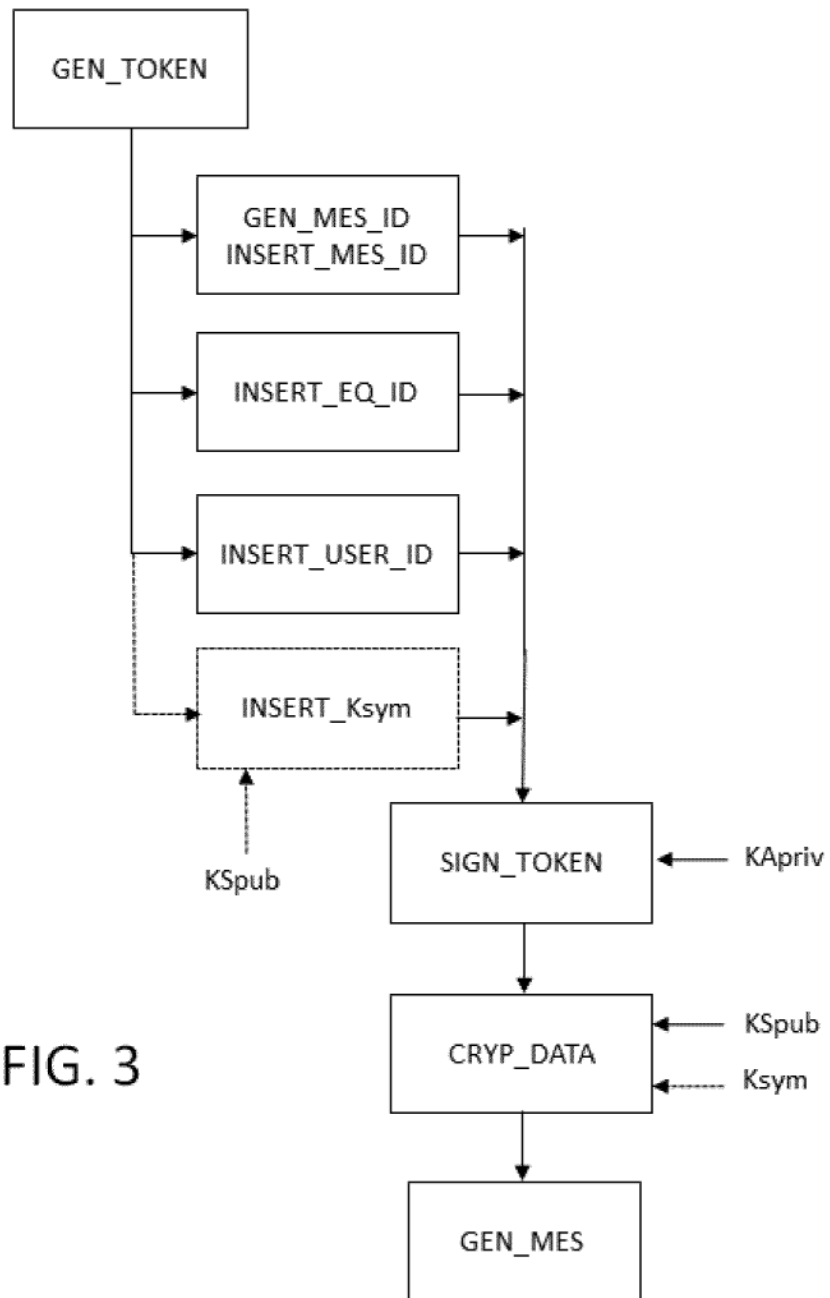 GEN_TOKEN
GEN_MES_ID
INSERT_MES_ID
INSERT_EQ_ID
INSERT_USER_ID
INSERT_Ksym
KSpub
SIGN_TOKEN
KApriv
CRYP_DATA
KSpub
Ksym
FIG. 3
GEN_MES